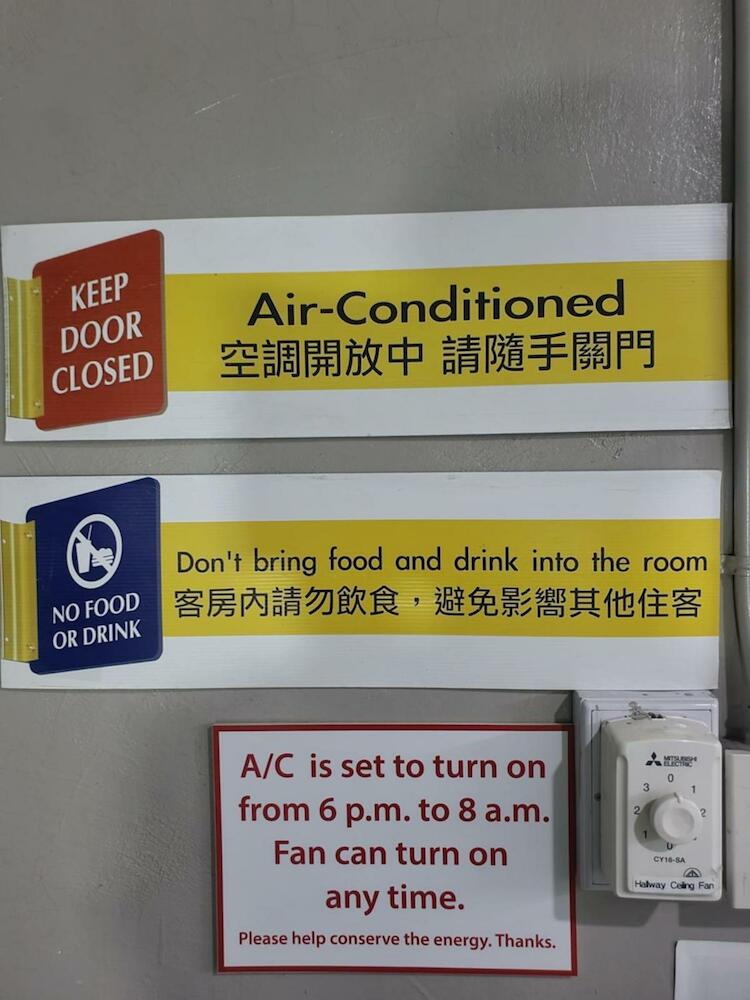 KEEP
DOOR
CLOSED
Air-Conditioned
空調開放中 請隨手關門
NO FOOD
OR DRINK
Don't bring food and drink into the room
客房內請勿飲食，避免影嚮其他住客
A/C is set to turn on
from 6 p.m. to 8 a.m.
Fan can turn on
any time.
Please help conserve the energy. Thanks.
MITSUBISHI
ELECTRIC
0
3 1
2 2
1
0
CY16-SA
Hallway Ceiling Fan